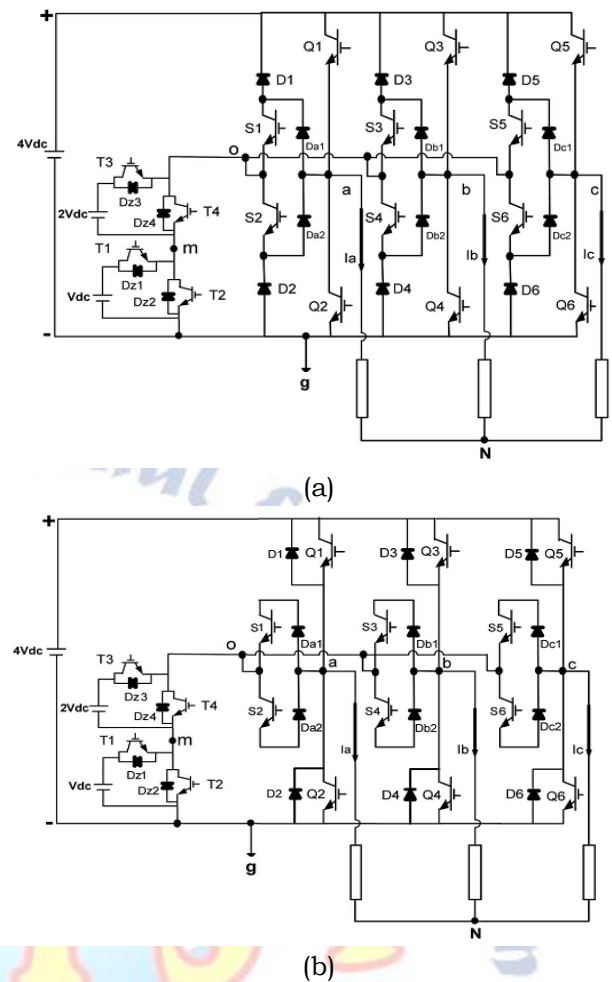 +
Q1 Q3 Q5
D1 D3 D5
4Vdc
S1 Da1 S3 Db1 S5 Dc1
T3
o
Dz3
Dz4 T4
a b c
2Vdc
S2 Da2 S4 Db2 S6 Dc2
T1
m
Ia Ib Ic
Dz1
Vdc
Dz2 T2
D2 Q2 D4 Q4 D6 Q6
-
g
N
(a)
+
D1 Q1 D3 Q3 D5 Q5
S1 Da1 S3 Db1 S5 Dc1
4Vdc
o
T3
a b c
Dz3
2Vdc
Dz4 T4
S2 Da2 S4 Db2 S6 Dc2
T1
m
Ia Ib Ic
Dz1
Vdc
Dz2 T2
D2 Q2 D4 Q4 D6 Q6
-
g
N
(b)